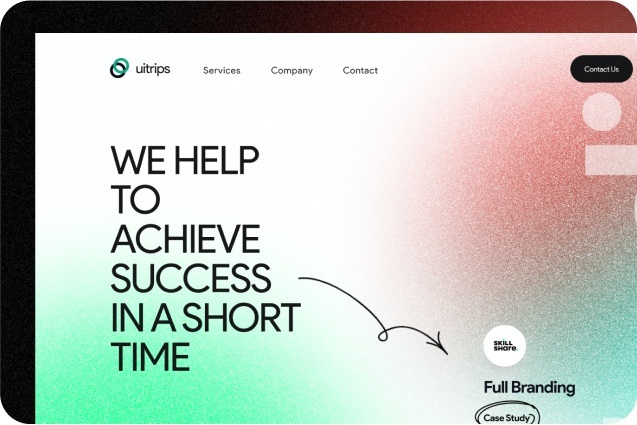 uitrips
Services Company Contact
Contact Us
WE HELP
TO
ACHIEVE
SUCCESS
IN A SHORT
TIME
SKILL
SHare.
Full Branding
Case Study